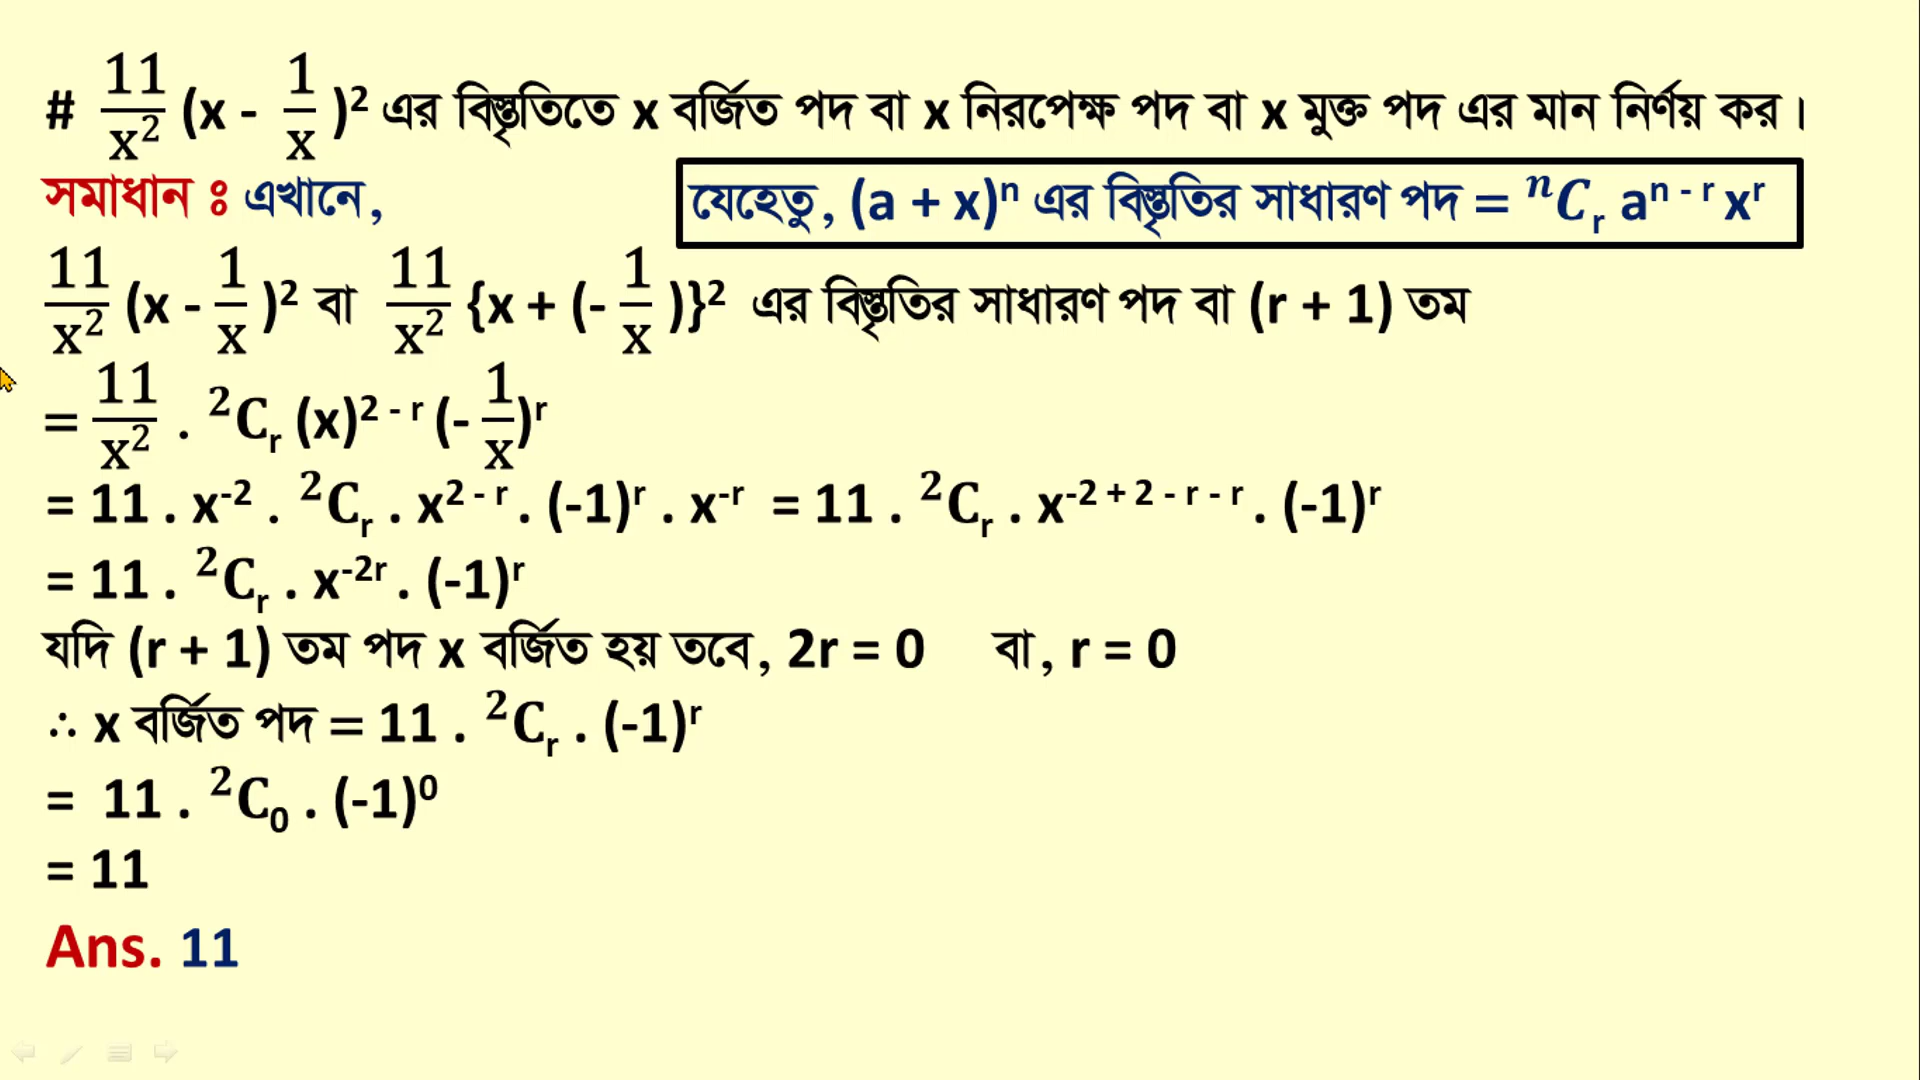 # 11/x² (x - 1/x)² এর বিস্তৃতিতে x বর্জিত পদ বা x নিরপেক্ষ পদ বা x মুক্ত পদ এর মান নির্ণয় কর।
সমাধান ঃ এখানে,
যেহেতু, (a + x)ⁿ এর বিস্তৃতির সাধারণ পদ = ⁿCᵣ aⁿ ⁻ ʳ xʳ
11/x² (x - 1/x)² বা 11/x² {x + (- 1/x)}² এর বিস্তৃতির সাধারণ পদ বা (r + 1) তম
= 11/x² . ²Cᵣ (x)² ⁻ ʳ (- 1/x)ʳ
= 11 . x⁻² . ²Cᵣ . x² ⁻ ʳ . (-1)ʳ . x⁻ʳ = 11 . ²Cᵣ . x⁻² ⁺ ² ⁻ ʳ ⁻ ʳ . (-1)ʳ
= 11 . ²Cᵣ . x⁻²ʳ . (-1)ʳ
যদি (r + 1) তম পদ x বর্জিত হয় তবে, 2r = 0 বা, r = 0
∴ x বর্জিত পদ = 11 . ²Cᵣ . (-1)ʳ
= 11 . ²C₀ . (-1)⁰
= 11
Ans. 11